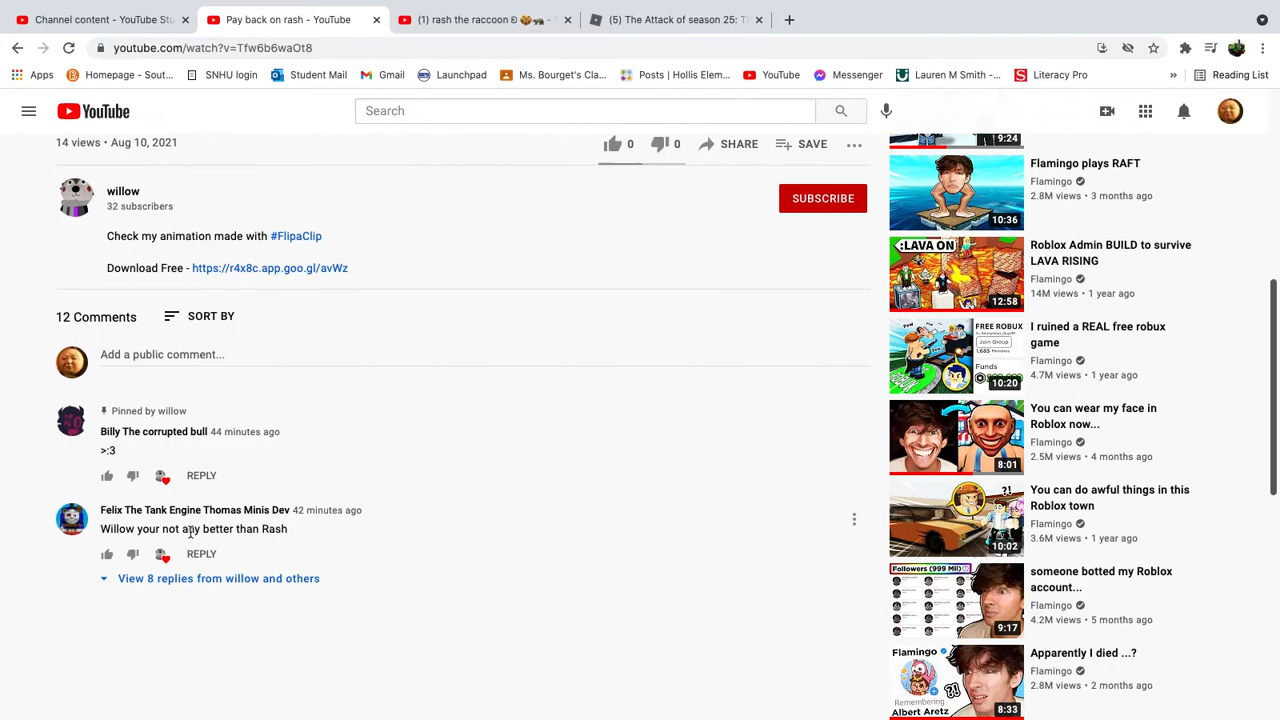 Channel content - YouTube Stu
Pay back on rash - YouTube
(1) rash the raccoon
(5) The Attack of season 25: T
youtube.com/watch?v=Tfw6b6waOt8
Apps
Homepage - Sout...
SNHU login
Student Mail
Gmail
Launchpad
Ms. Bourget's Cla...
Posts | Hollis Elem...
YouTube
Messenger
Lauren M Smith -...
Literacy Pro
»
Reading List
YouTube
Search
14 views • Aug 10, 2021
0
0
SHARE
SAVE
willow
32 subscribers
SUBSCRIBE
Check my animation made with #FlipaClip
Download Free - https://r4x8c.app.goo.gl/avWz
12 Comments
SORT BY
Add a public comment...
Pinned by willow
Billy The corrupted bull 44 minutes ago
>:3
REPLY
Felix The Tank Engine Thomas Minis Dev 42 minutes ago
Willow your not any better than Rash
REPLY
View 8 replies from willow and others
9:24
10:36
Flamingo plays RAFT
Flamingo
2.8M views • 3 months ago
:LAVA ON
12:58
Roblox Admin BUILD to survive
LAVA RISING
Flamingo
14M views • 1 year ago
FREE ROBUX
Join Group
Funds
10:20
I ruined a REAL free robux
game
Flamingo
4.7M views • 1 year ago
8:01
You can wear my face in
Roblox now...
Flamingo
2.5M views • 4 months ago
?!
10:02
You can do awful things in this
Roblox town
Flamingo
3.6M views • 1 year ago
Followers (999 Mil)
9:17
someone botted my Roblox
account...
Flamingo
4.2M views • 5 months ago
Flamingo
?!
Remembering
Albert Aretz
8:33
Apparently I died ...?
Flamingo
2.8M views • 2 months ago